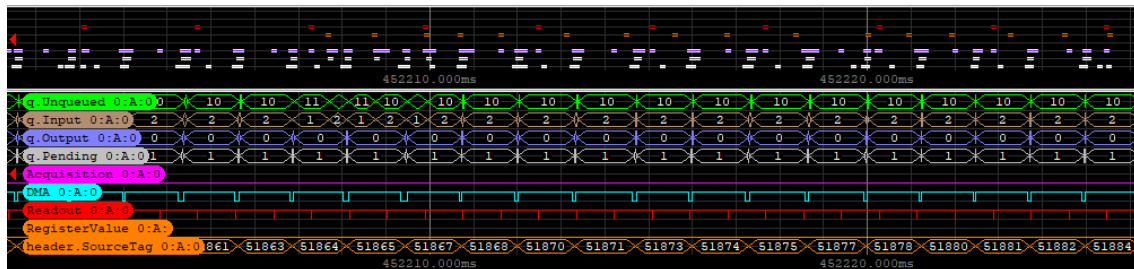 452210.000ms 452220.000ms
q.Unqueued 0:A:0 0 10 10 11 11 10 10 10 10 10 10 10 10 10 10 10 10 10
q.Input 0:A:0 2 2 2 1 2 1 2 1 2 2 2 2 2 2 2 2 2 2 2 2 2
q.Output 0:A:0 0 0 0 0 0 0 0 0 0 0 0 0 0 0 0 0 0
q.Pending 0:A:0 1 1 1 1 1 1 1 1 1 1 1 1 1 1 1 1 1
Acquisition 0:A:0
DMA 0:A:0
Readout 0:A:0
RegisterValue 0:A:
header.SourceTag 0:A:0 861 51863 51864 51865 51867 51868 51870 51871 51873 51874 51875 51877 51878 51880 51881 51882 51884
452210.000ms 452220.000ms